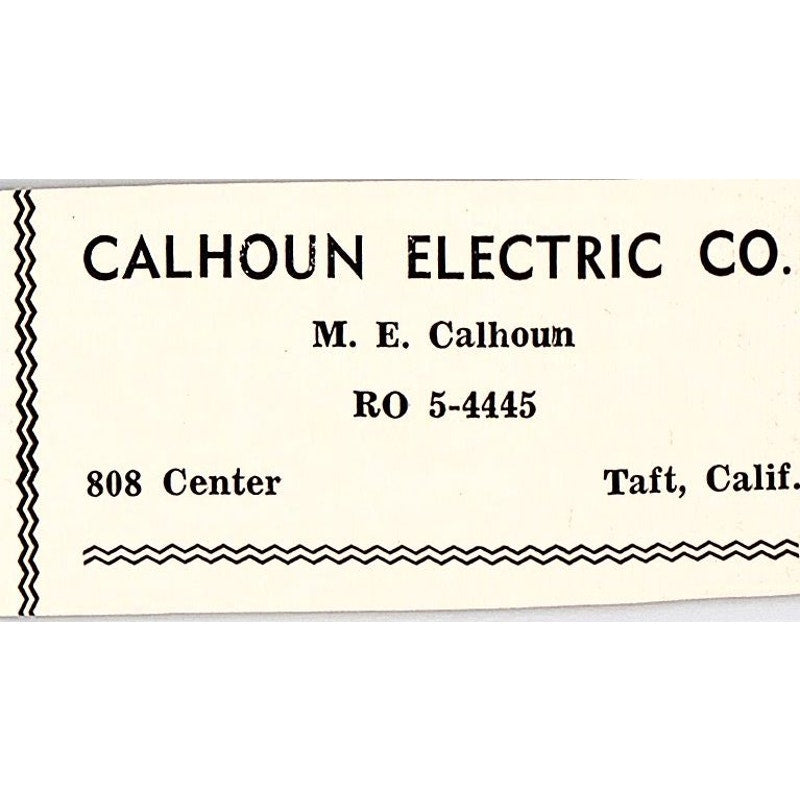 CALHOUN ELECTRIC CO.
M. E. Calhoun
RO 5-4445
808 Center Taft, Calif.